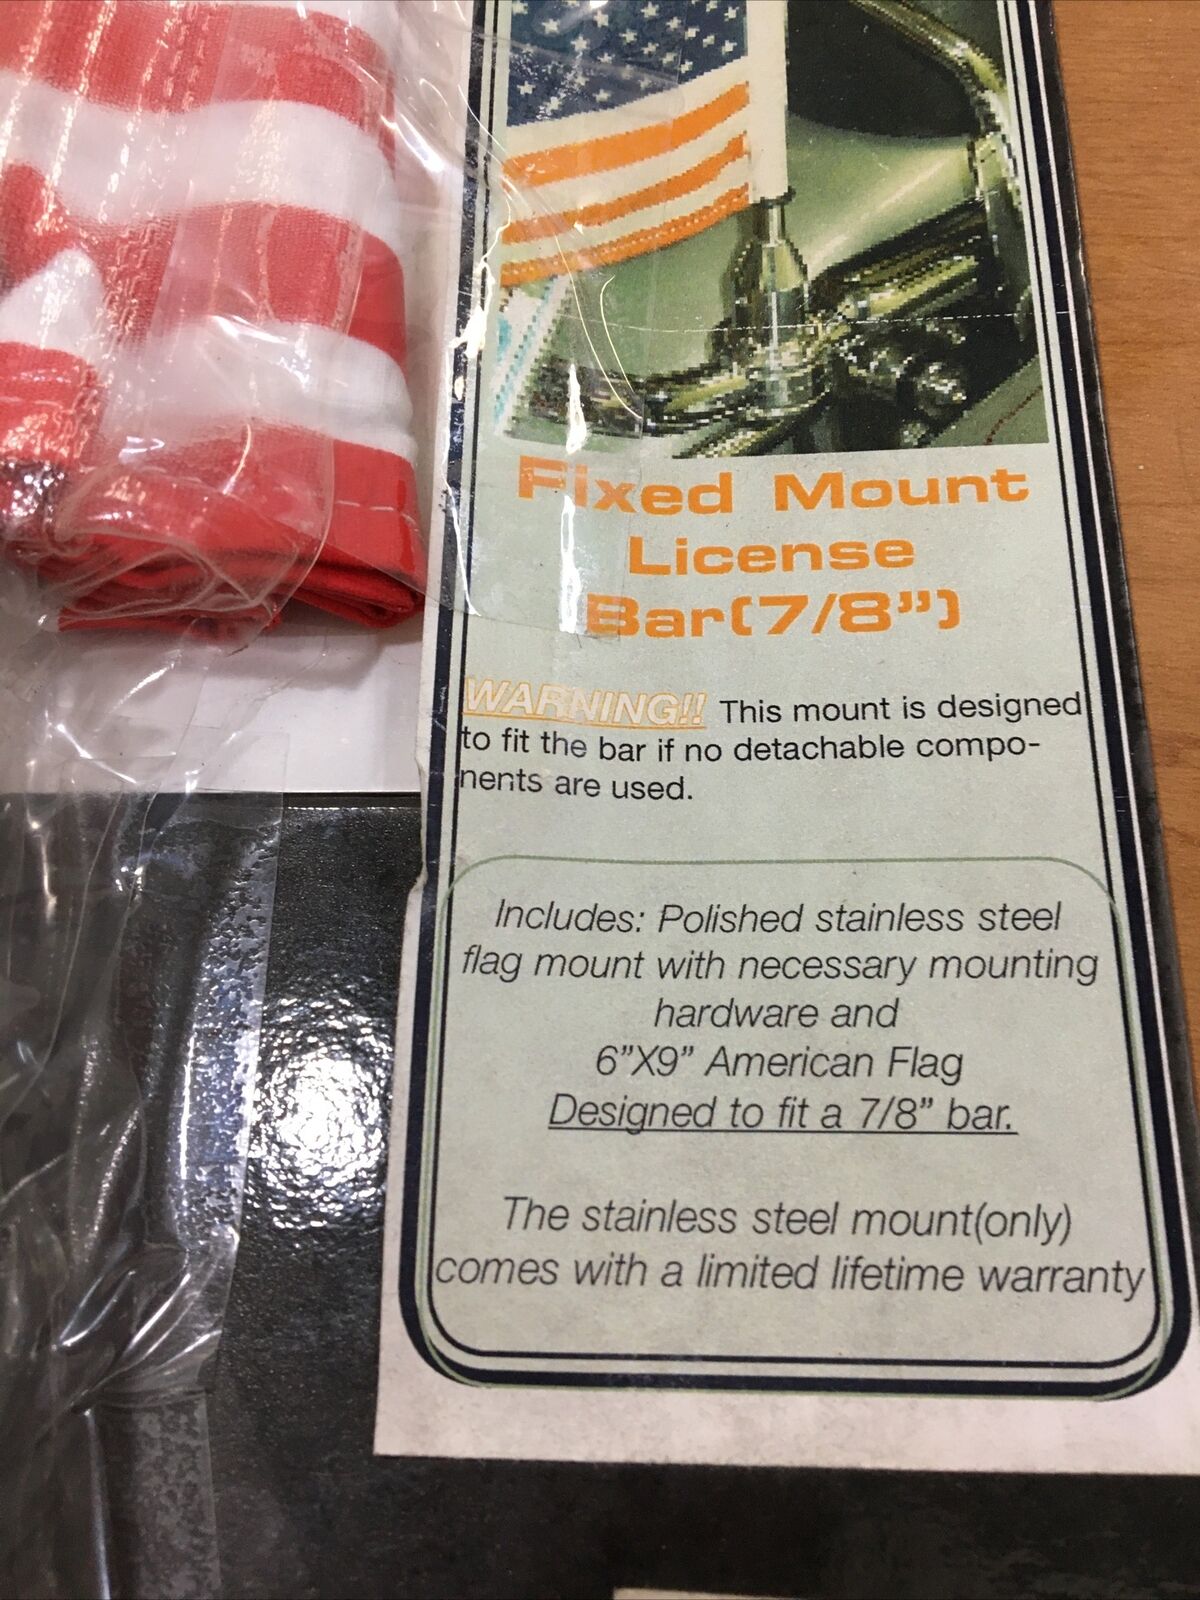 Fixed Mount
License
Bar(7/8”)
WARNING!! This mount is designed
to fit the bar if no detachable compo-
nents are used.
Includes: Polished stainless steel
flag mount with necessary mounting
hardware and
6”X9” American Flag
Designed to fit a 7/8” bar.
The stainless steel mount(only)
comes with a limited lifetime warranty